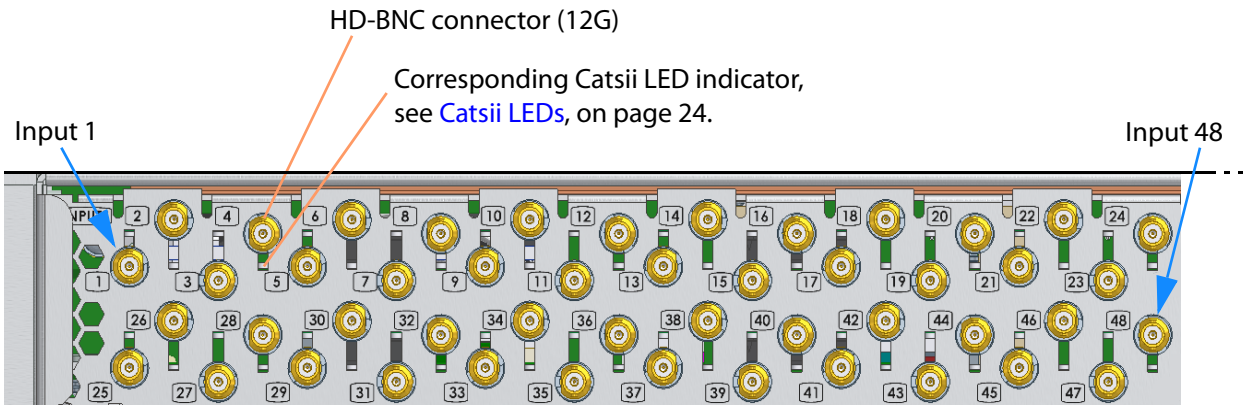 HD-BNC connector (12G)
Corresponding Catsii LED indicator,
see Catsii LEDs, on page 24.
Input 1
Input 48
2 4 6 8 10 12 14 16 18 20 22 24
1 3 5 7 9 11 13 15 17 19 21 23
26 28 30 32 34 36 38 40 42 44 46 48
25 27 29 31 33 35 37 39 41 43 45 47